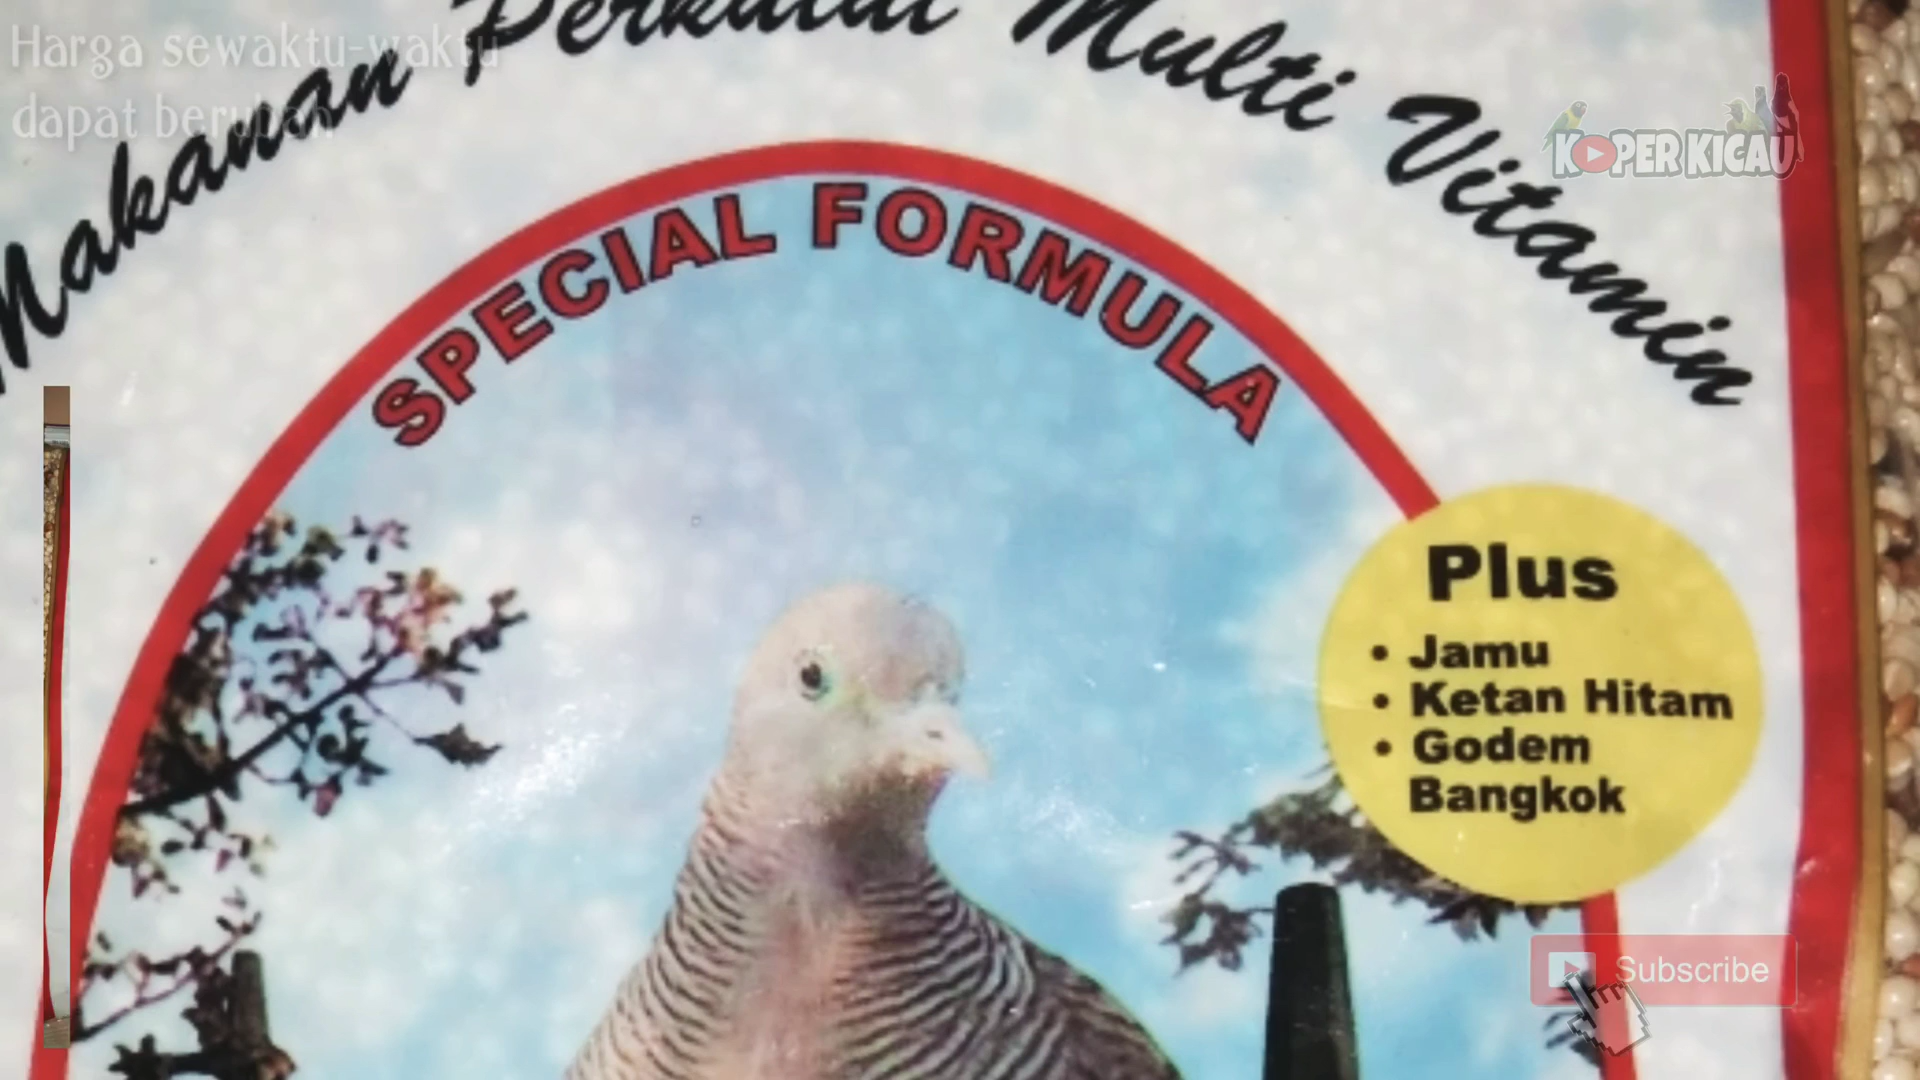 Harga sewaktu-waktu
dapat berubah
Makanan Perkutut Multi Vitamin
KOPER KICAU
SPECIAL FORMULA
Plus
• Jamu
• Ketan Hitam
• Godem
Bangkok
Subscribe